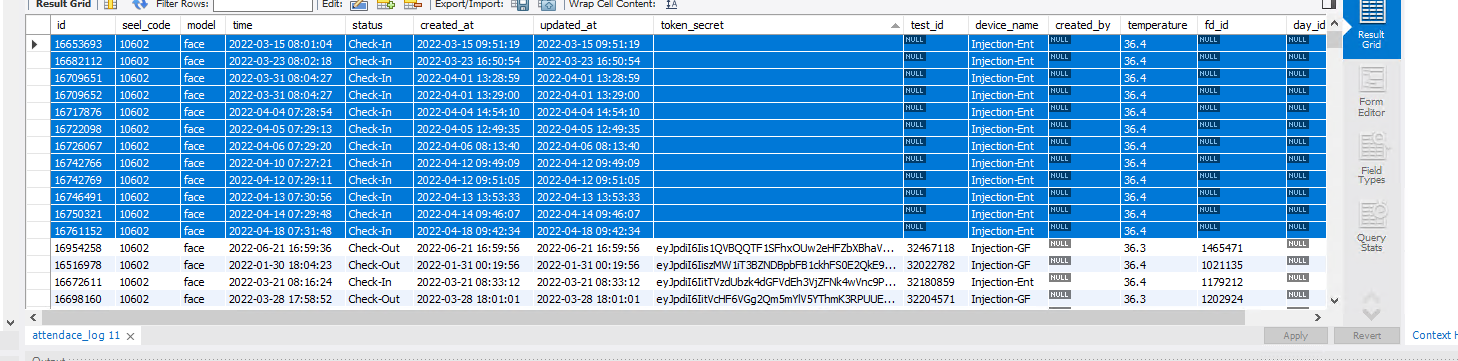 Result Grid Filter Rows: Edit: Export/Import: Wrap Cell Content: IA
id seel_code model time status created_at updated_at token_secret test_id device_name created_by temperature fd_id day_id
16653693 10602 face 2022-03-15 08:01:04 Check-In 2022-03-15 09:51:19 2022-03-15 09:51:19 NULL Injection-Ent NULL 36.4 NULL NULL
16682112 10602 face 2022-03-23 08:02:18 Check-In 2022-03-23 16:50:54 2022-03-23 16:50:54 NULL Injection-Ent NULL 36.4 NULL NULL
16709651 10602 face 2022-03-31 08:04:27 Check-In 2022-04-01 13:28:59 2022-04-01 13:28:59 NULL Injection-Ent NULL 36.4 NULL NULL
16709652 10602 face 2022-03-31 08:04:27 Check-In 2022-04-01 13:29:00 2022-04-01 13:29:00 NULL Injection-Ent NULL 36.4 NULL NULL
16717876 10602 face 2022-04-04 07:28:54 Check-In 2022-04-04 14:54:10 2022-04-04 14:54:10 NULL Injection-Ent NULL 36.4 NULL NULL
16722098 10602 face 2022-04-05 07:29:13 Check-In 2022-04-05 12:49:35 2022-04-05 12:49:35 NULL Injection-Ent NULL 36.4 NULL NULL
16726067 10602 face 2022-04-06 07:29:20 Check-In 2022-04-06 08:13:40 2022-04-06 08:13:40 NULL Injection-Ent NULL 36.4 NULL NULL
16742766 10602 face 2022-04-10 07:27:21 Check-In 2022-04-12 09:49:09 2022-04-12 09:49:09 NULL Injection-Ent NULL 36.4 NULL NULL
16742769 10602 face 2022-04-12 07:29:11 Check-In 2022-04-12 09:51:05 2022-04-12 09:51:05 NULL Injection-Ent NULL 36.4 NULL NULL
16746491 10602 face 2022-04-13 07:30:56 Check-In 2022-04-13 13:53:33 2022-04-13 13:53:33 NULL Injection-Ent NULL 36.4 NULL NULL
16750321 10602 face 2022-04-14 07:29:48 Check-In 2022-04-14 09:46:07 2022-04-14 09:46:07 NULL Injection-Ent NULL 36.4 NULL NULL
16761152 10602 face 2022-04-18 07:31:48 Check-In 2022-04-18 09:42:34 2022-04-18 09:42:34 NULL Injection-Ent NULL 36.4 NULL NULL
16954258 10602 face 2022-06-21 16:59:36 Check-Out 2022-06-21 16:59:56 2022-06-21 16:59:56 eyJpdiI6Iis1QVBQQTF1SFhxOUw2eHFZbXBhaV... 32467118 Injection-GF NULL 36.3 1465471 NULL
16516978 10602 face 2022-01-30 18:04:23 Check-Out 2022-01-31 00:19:56 2022-01-31 00:19:56 eyJpdiI6IiszMW1iT3BZNDBpbFB1ckhFS0E2QkE9... 32022782 Injection-GF NULL 36.4 1021135 NULL
16672611 10602 face 2022-03-21 08:16:24 Check-In 2022-03-21 08:33:12 2022-03-21 08:33:12 eyJpdiI6IitTVzdUbzk4dGFVdEh3VjZFNk4wVnc9P... 32180859 Injection-GF NULL 36.4 1179212 NULL
16698160 10602 face 2022-03-28 17:58:52 Check-Out 2022-03-28 18:01:01 2022-03-28 18:01:01 eyJpdiI6IitVcHF6VGg2Qm5mYlV5YThmK3RPUUE... 32204571 Injection-GF NULL 36.3 1202924 NULL
Result
Grid
Form
Editor
Field
Types
Query
Stats
attendace_log 11
Apply Revert Context H